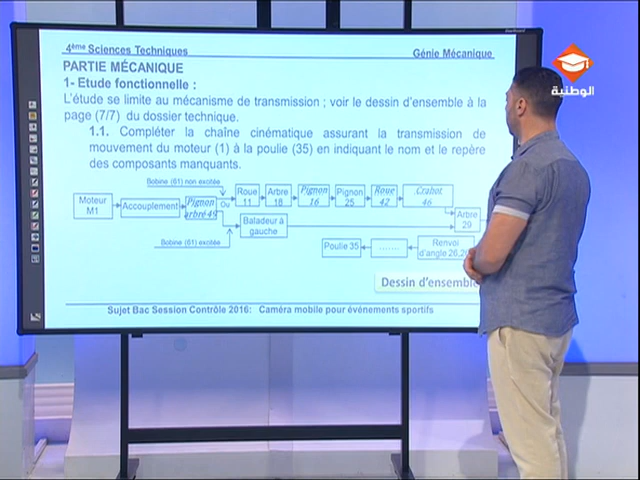 4ème Sciences Techniques
Génie Mécanique
PARTIE MÉCANIQUE
1- Etude fonctionnelle :
L'étude se limite au mécanisme de transmission ; voir le dessin d'ensemble à la
page (7/7) du dossier technique.
1.1. Compléter la chaîne cinématique assurant la transmission de
mouvement du moteur (1) à la poulie (35) en indiquant le nom et le repère
des composants manquants.
Bobine (61) non excitée
Moteur
M1
Accouplement
Pignon
arbré 49
Ou
Roue
11
Arbre
18
Pignon
16
Pignon
25
Roue
42
Crabot
46
Baladeur à
gauche
Arbre
29
Bobine (61) excitée
Poulie 35
.......
Renvoi
d'angle 26,2
Dessin d'ensemble
Sujet Bac Session Contrôle 2016: Caméra mobile pour événements sportifs
الوطنية